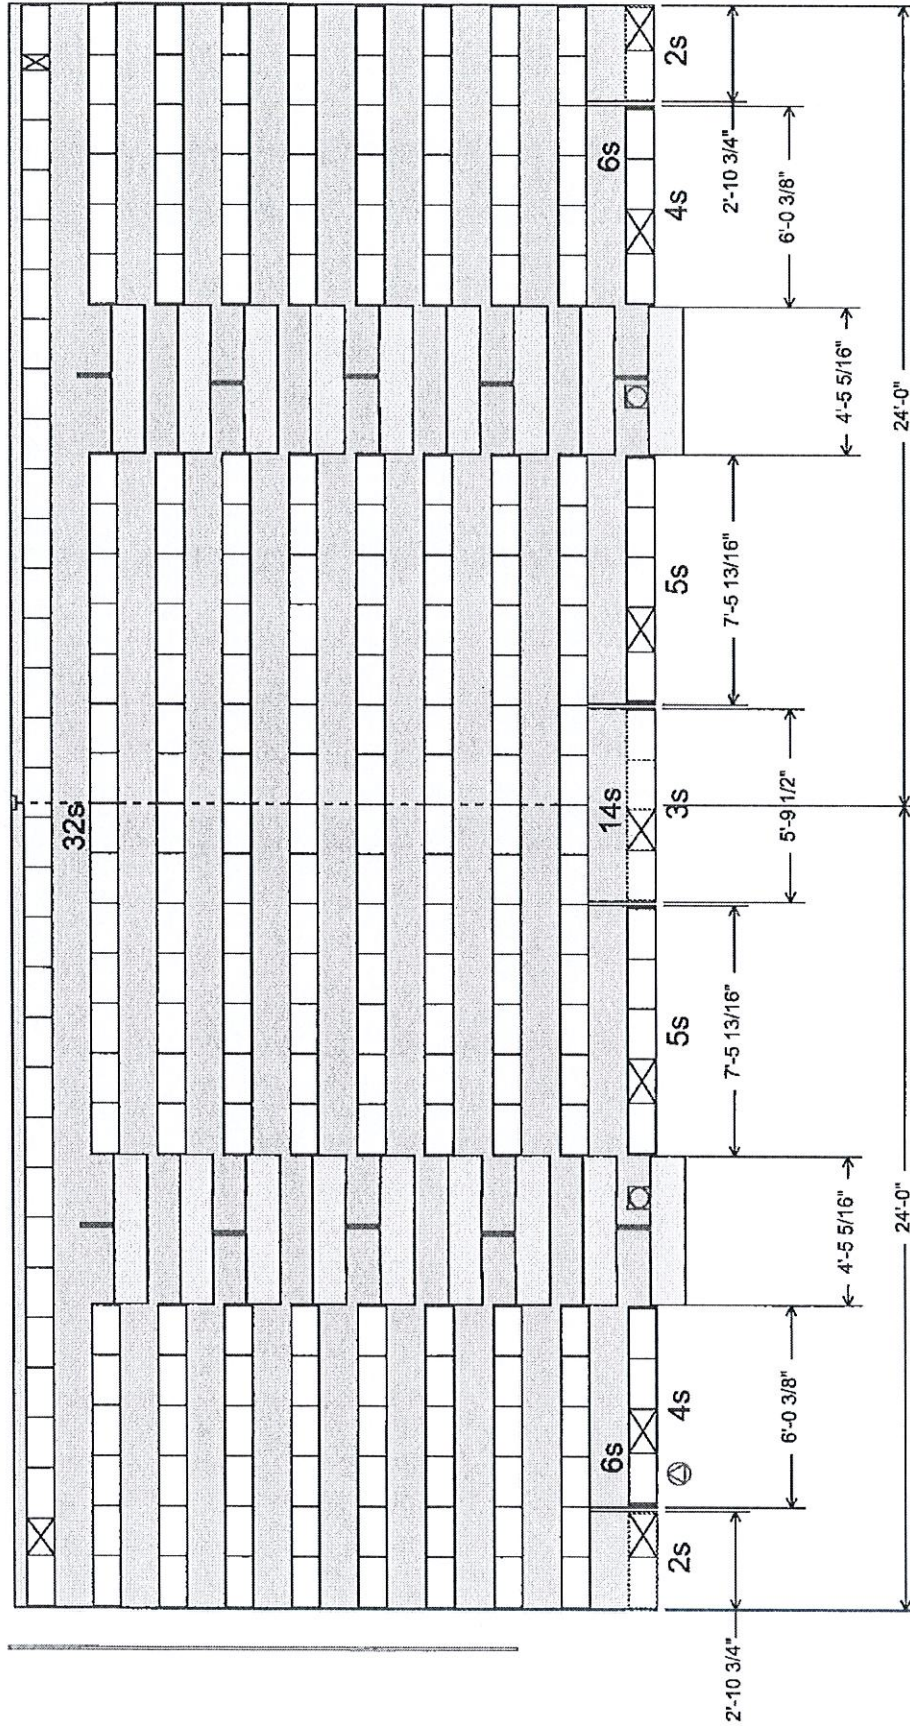 32s
6s 14s 6s
2s 4s 5s 3s 5s 4s 2s
2'-10 3/4" 7'-5 13/16" 7'-5 13/16" 2'-10 3/4"
6'-0 3/8" 5'-9 1/2" 6'-0 3/8"
4'-5 5/16" 4'-5 5/16"
24'-0" 24'-0"